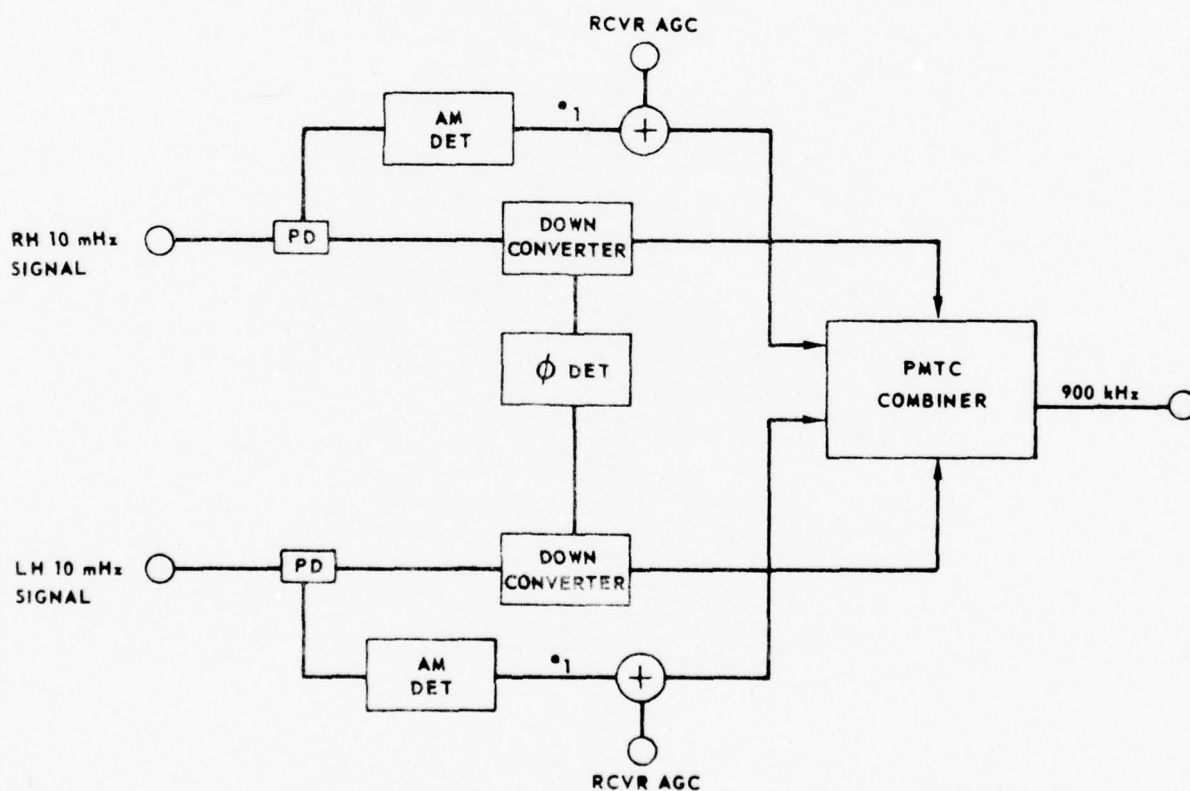 RCVR AGC
AM
DET
•1
+
RH 10 mHz
SIGNAL
PD
DOWN
CONVERTER
ϕ DET
PMTC
COMBINER
900 kHz
LH 10 mHz
SIGNAL
PD
DOWN
CONVERTER
AM
DET
•1
+
RCVR AGC